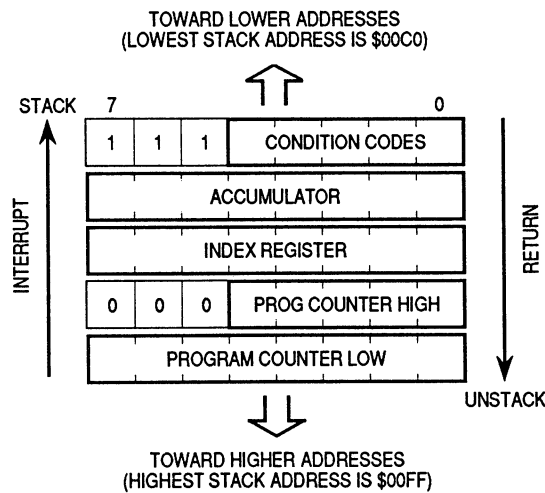 TOWARD LOWER ADDRESSES
(LOWEST STACK ADDRESS IS $00C0)
STACK 7 0
1 1 1 CONDITION CODES
ACCUMULATOR
INDEX REGISTER
0 0 0 PROG COUNTER HIGH
PROGRAM COUNTER LOW
INTERRUPT
RETURN
UNSTACK
TOWARD HIGHER ADDRESSES
(HIGHEST STACK ADDRESS IS $00FF)